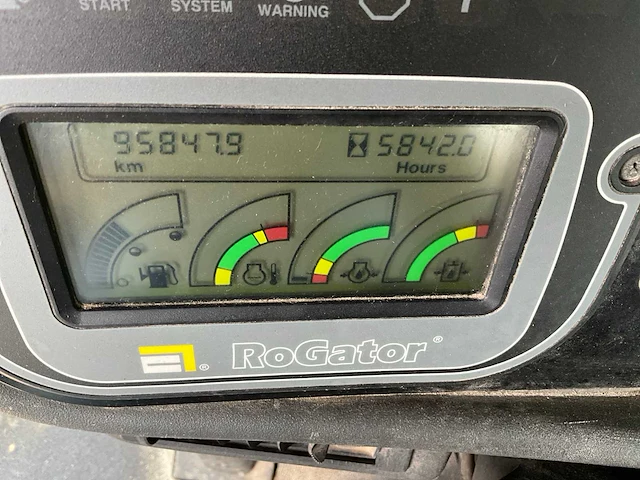 START
SYSTEM
WARNING
95847.9
5842.0
km
Hours
RoGator®